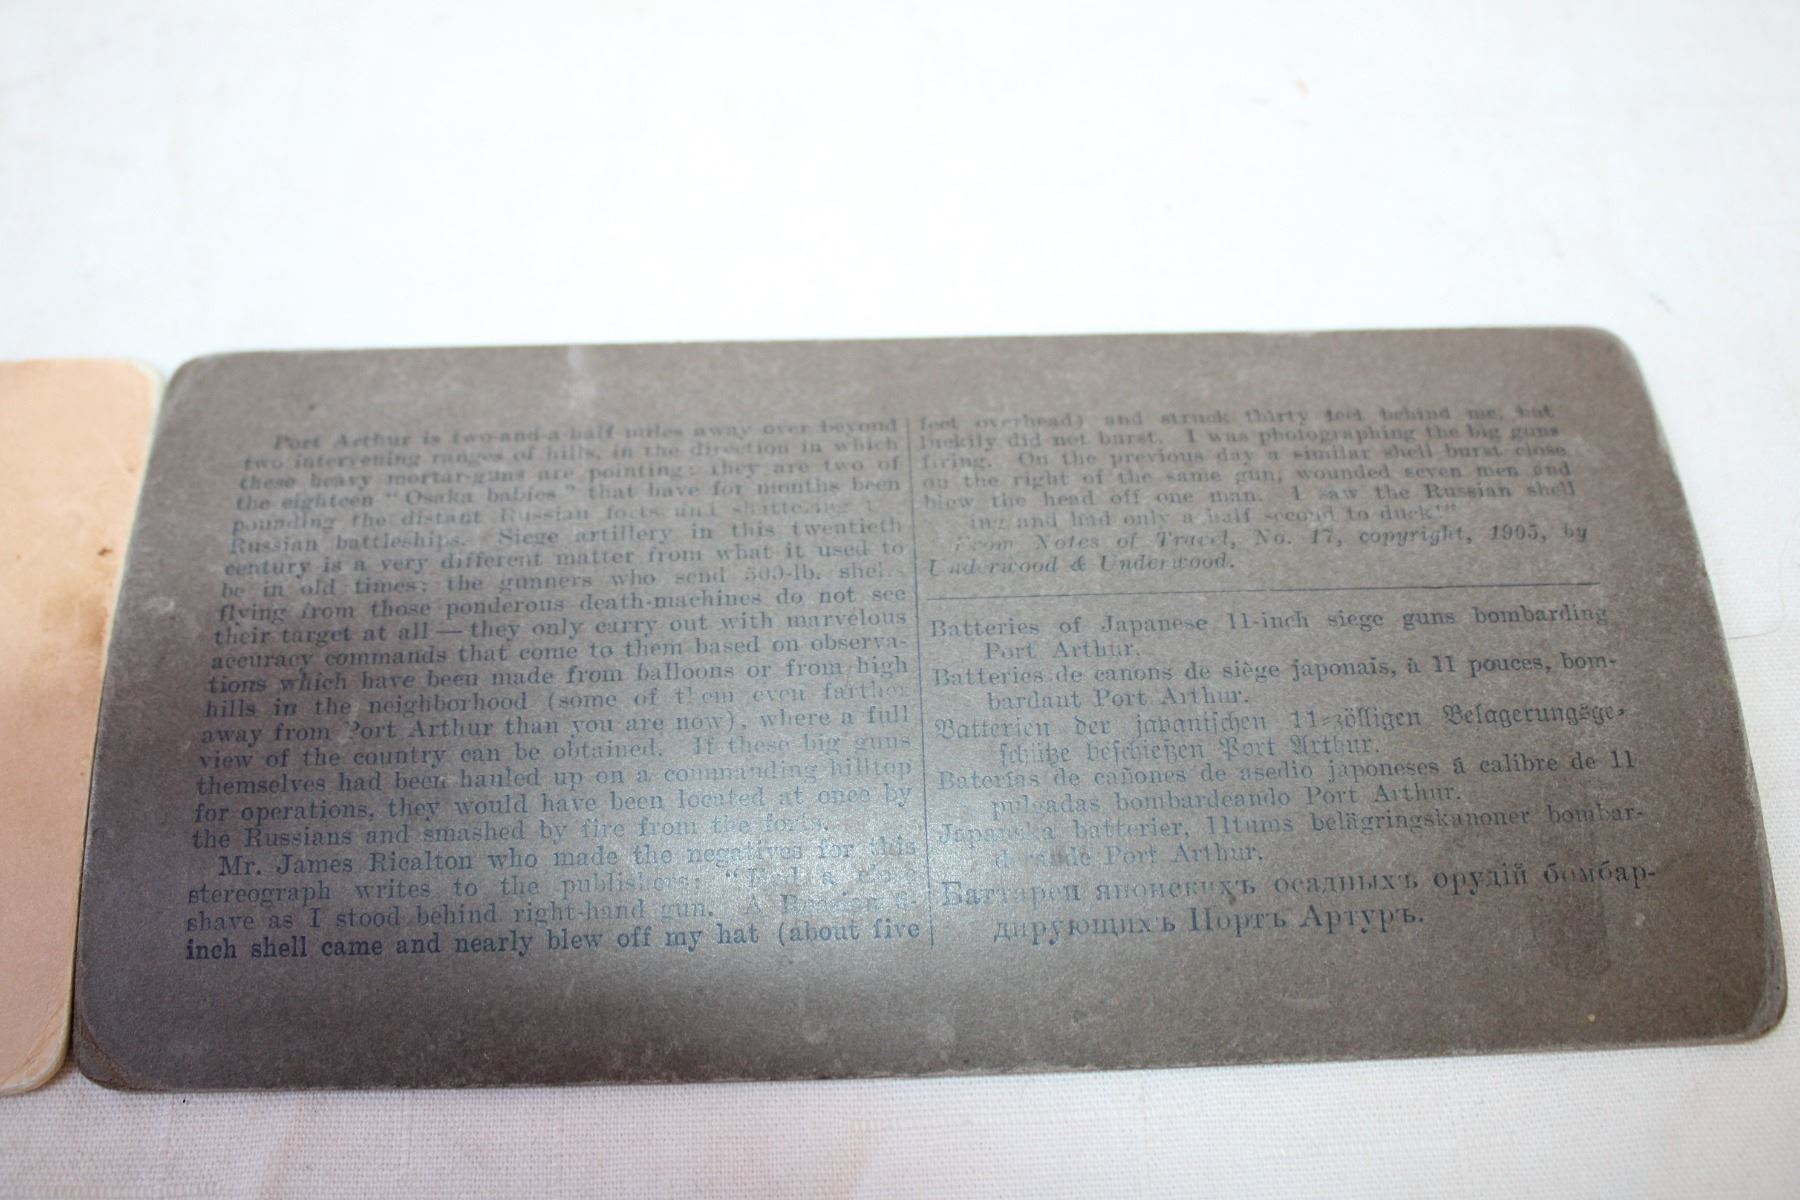 Port Arthur is two-and-a-half miles away over beyond
two intervening ranges of hills, in the direction in which
these heavy mortar-guns are pointing: they are two of
the eighteen "Osaka babies" that have for months been
pounding the distant Russian forts and shattering
Russian battleships. Siege artillery in this twentieth
century is a very different matter from what it used to
be in old times; the gunners who send 500-lb. shells
flying from those ponderous death-machines do not see
their target at all — they only carry out with marvelous
accuracy commands that come to them based on observa-
tions which have been made from balloons or from high
hills in the neighborhood (some of them even farther
away from Port Arthur than you are now), where a full
view of the country can be obtained. If these big guns
themselves had been hauled up on a commanding hilltop
for operations, they would have been located at once by
the Russians and smashed by fire from the forts.
Mr. James Ricalton who made the negatives for this
stereograph writes to the publishers: "Had a close
shave as I stood behind right-hand gun. A Russian
inch shell came and nearly blew off my hat (about five
feet overhead) and struck thirty feet behind me, but
luckily did not burst. I was photographing the big guns
firing. On the previous day a similar shell burst close
on the right of the same gun, wounded seven men and
blew the head off one man. I saw the Russian shell
ing and had only a half second to duck!"
From Notes of Travel, No. 17, copyright, 1905, by
Underwood & Underwood.
Batteries of Japanese 11-inch siege guns bombarding
Port Arthur.
Batteries de canons de siège japonais, à 11 pouces, bom-
bardant Port Arthur.
Batterien der japanischen 11=zölligen Belagerungsge=
schütze beschießen Port Arthur.
Baterías de cañones de asedio japoneses á calibre de 11
pulgadas bombardeando Port Arthur.
Japanska batterier, 11tums belägringskanoner bombar-
derande Port Arthur.
Баттареи японскихъ осадныхъ орудій бомбар-
дирующихъ Портъ Артуръ.